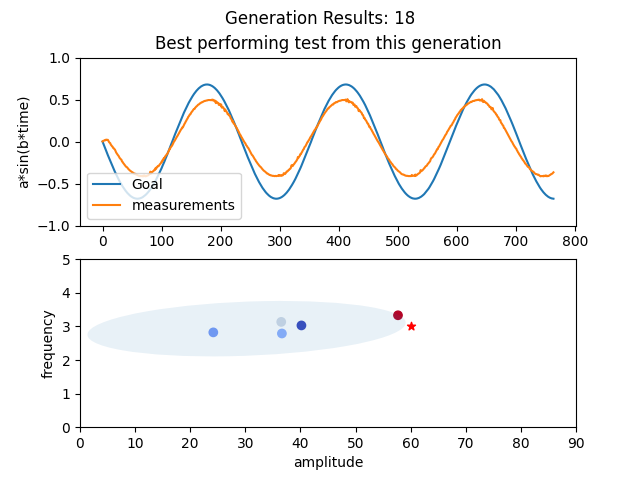 Generation Results: 18
Best performing test from this generation
a*sin(b*time)
1.0
0.5
0.0
−0.5
−1.0
Goal
measurements
0 100 200 300 400 500 600 700 800
frequency
5
4
3
2
1
0
0 10 20 30 40 50 60 70 80 90
amplitude